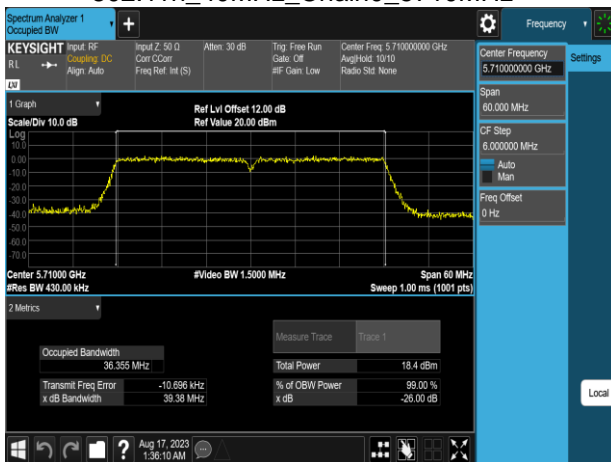 Spectrum Analyzer 1
Occupied BW
+
Frequency
KEYSIGHT
RL
LXI
Input: RF
Coupling: DC
Align: Auto
Input Z: 50 Ω
Corr CCorr
Freq Ref: Int (S)
Atten: 30 dB
Trig: Free Run
Gate: Off
#IF Gain: Low
Center Freq: 5.710000000 GHz
Avg|Hold: 10/10
Radio Std: None
Center Frequency
5.710000000 GHz
Settings
Span
60.000 MHz
CF Step
6.000000 MHz
Auto
Man
Freq Offset
0 Hz
1 Graph
Scale/Div 10.0 dB
Ref Lvl Offset 12.00 dB
Ref Value 20.00 dBm
Log
10.0
0.00
-10.0
-20.0
-30.0
-40.0
-50.0
-60.0
-70.0
Center 5.71000 GHz
#Res BW 430.00 kHz
#Video BW 1.5000 MHz
Span 60 MHz
Sweep 1.00 ms (1001 pts)
2 Metrics
Measure Trace
Trace 1
Occupied Bandwidth
36.355 MHz
Total Power
18.4 dBm
Transmit Freq Error
-10.696 kHz
% of OBW Power
99.00 %
x dB Bandwidth
39.38 MHz
x dB
-26.00 dB
Local
?
Aug 17, 2023
1:36:10 AM